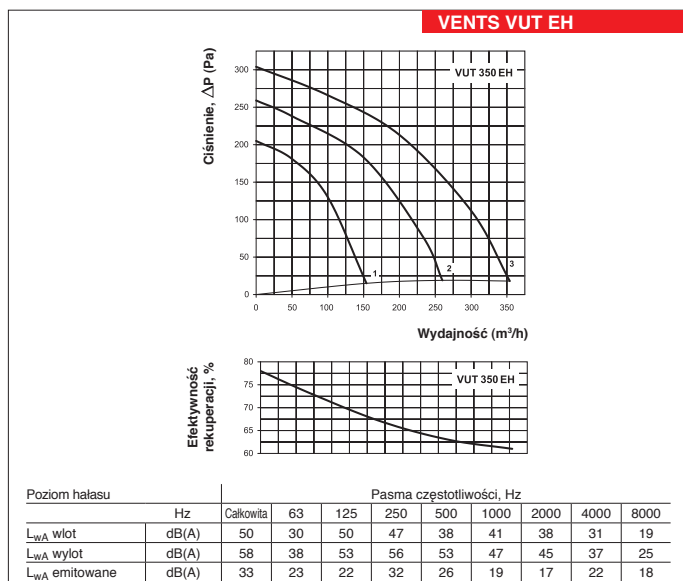 VENTS VUT EH
Ciśnienie, △P (Pa)
VUT 350 EH
300
250
200
150
100
50
0
1
2
3
0 50 100 150 200 250 300 350
Wydajność (m³/h)
Efektywność
rekuperacji, %
VUT 350 EH
80
75
70
65
60
Poziom hałasu Pasma częstotliwości, Hz
Hz Całkowita 63 125 250 500 1000 2000 4000 8000
LwA wlot dB(A) 50 30 50 47 38 41 38 31 19
LwA wylot dB(A) 58 38 53 56 53 47 45 37 25
LwA emitowane dB(A) 33 23 22 32 26 19 17 22 18